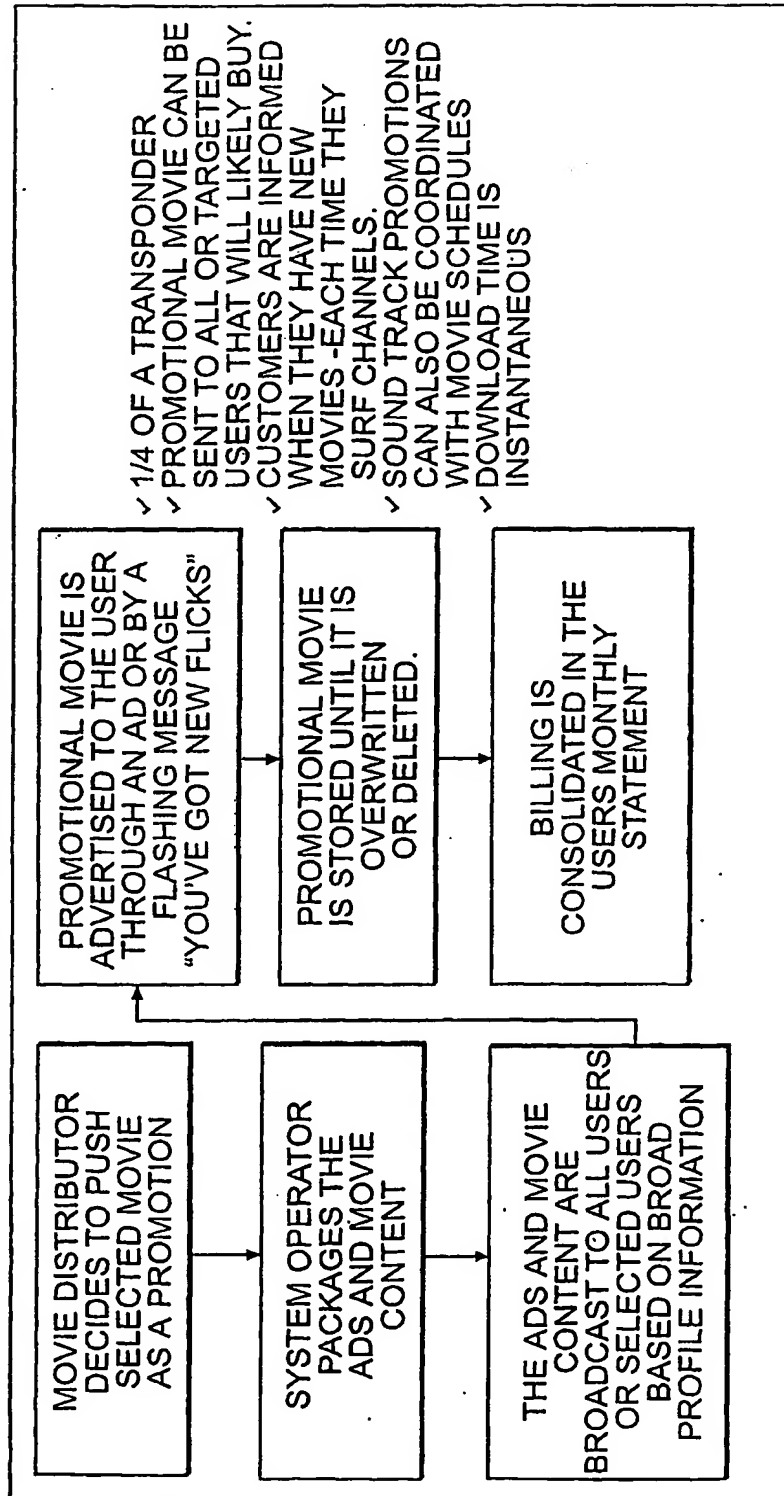 MOVIE DISTRIBUTOR
DECIDES TO PUSH
SELECTED MOVIE
AS A PROMOTION
SYSTEM OPERATOR
PACKAGES THE
ADS AND MOVIE
CONTENT
THE ADS AND MOVIE
CONTENT ARE
BROADCAST TO ALL USERS
OR SELECTED USERS
BASED ON BROAD
PROFILE INFORMATION
PROMOTIONAL MOVIE IS
ADVERTISED TO THE USER
THROUGH AN AD OR BY A
FLASHING MESSAGE
“YOU'VE GOT NEW FLICKS”
PROMOTIONAL MOVIE
IS STORED UNTIL IT IS
OVERWRITTEN
OR DELETED.
BILLING IS
CONSOLIDATED IN THE
USERS MONTHLY
STATEMENT
✓ 1/4 OF A TRANSPONDER
✓ PROMOTIONAL MOVIE CAN BE
SENT TO ALL OR TARGETED
USERS THAT WILL LIKELY BUY.
✓ CUSTOMERS ARE INFORMED
WHEN THEY HAVE NEW
MOVIES -EACH TIME THEY
SURF CHANNELS.
✓ SOUND TRACK PROMOTIONS
CAN ALSO BE COORDINATED
WITH MOVIE SCHEDULES
✓ DOWNLOAD TIME IS
INSTANTANEOUS